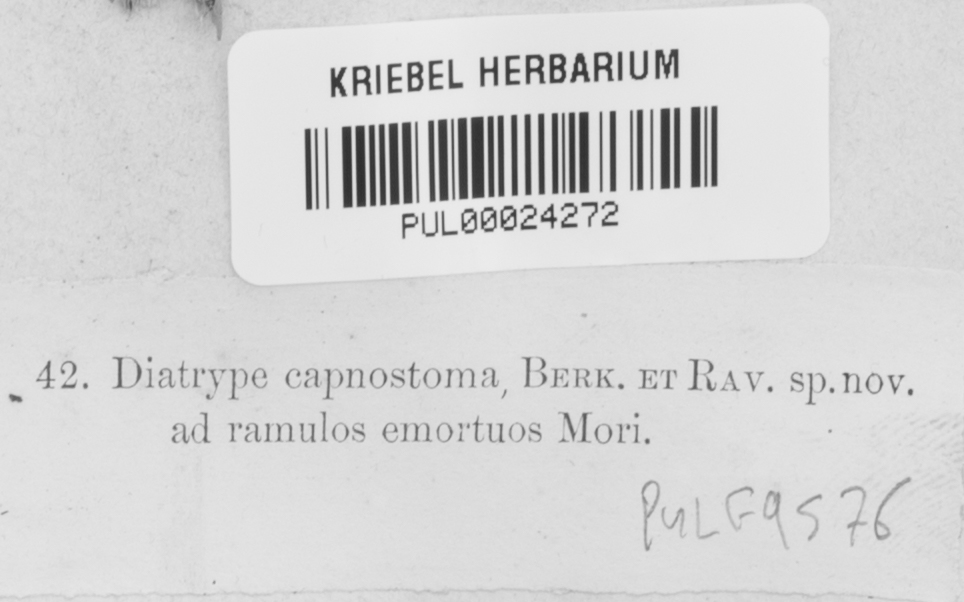 KRIEBEL HERBARIUM
PUL00024272
42. Diatrype capnostoma, BERK. ET RAV. sp. nov.
ad ramulos emortuos Mori.
PULF9576